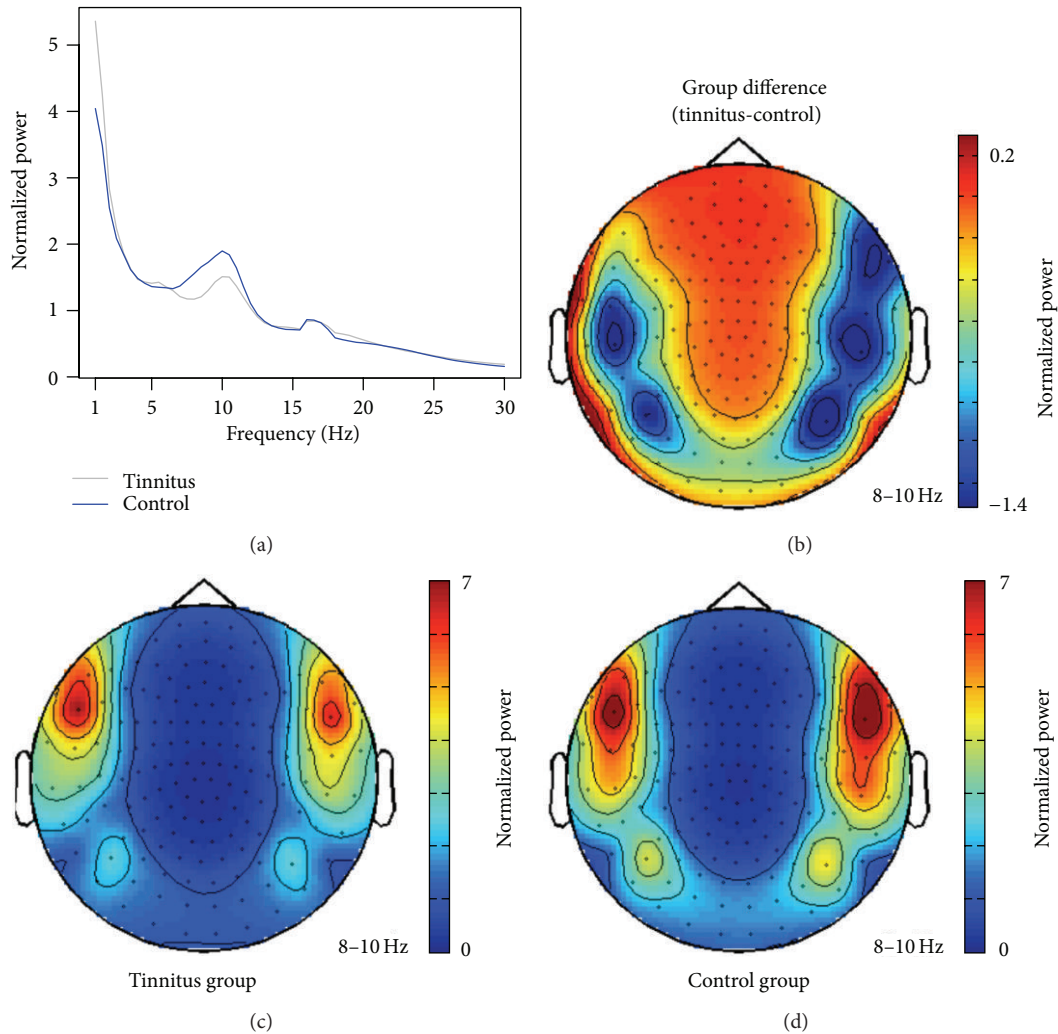 5
4
3
2
1
0
Normalized power
1 5 10 15 20 25 30
Frequency (Hz)
Tinnitus
Control
(a)
Group difference
(tinnitus-control)
0.2
Normalized power
−1.4
8–10 Hz
(b)
7
Normalized power
0
8–10 Hz
Tinnitus group
(c)
7
Normalized power
0
8–10 Hz
Control group
(d)